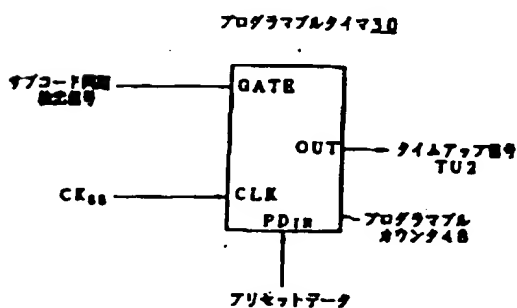 プログラマブルタイマ30
サブコード同期
検出信号
GATE
OUT
タイムアップ信号
TU2
CK88
CLK
PDIN
プログラマブル
カウンタ48
プリセットデータ